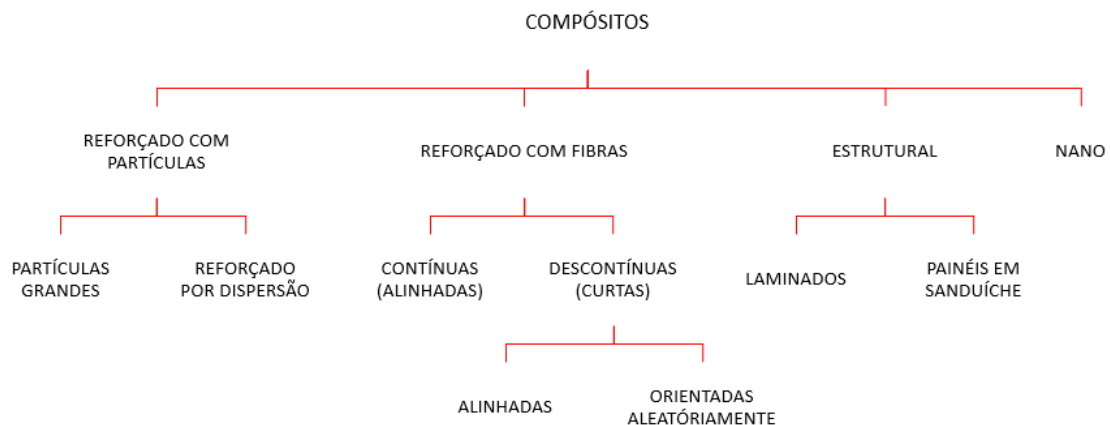 COMPÓSITOS
REFORÇADO COM
PARTÍCULAS
REFORÇADO COM FIBRAS
ESTRUTURAL
NANO
PARTÍCULAS
GRANDES
REFORÇADO
POR DISPERSÃO
CONTÍNUAS
(ALINHADAS)
DESCONTÍNUAS
(CURTAS)
LAMINADOS
PAINÉIS EM
SANDUÍCHE
ALINHADAS
ORIENTADAS
ALEATÓRIAMENTE